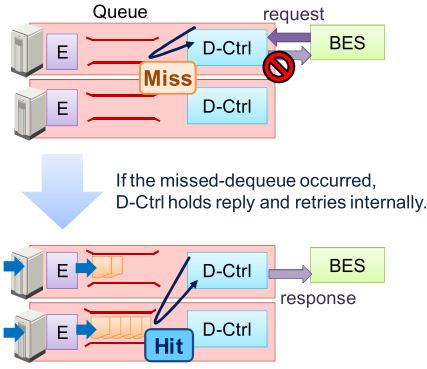 Queue
request
E
D-Ctrl
BES
Miss
E
D-Ctrl
If the missed-dequeue occurred,
D-Ctrl holds reply and retries internally.
E
D-Ctrl
BES
response
E
D-Ctrl
Hit